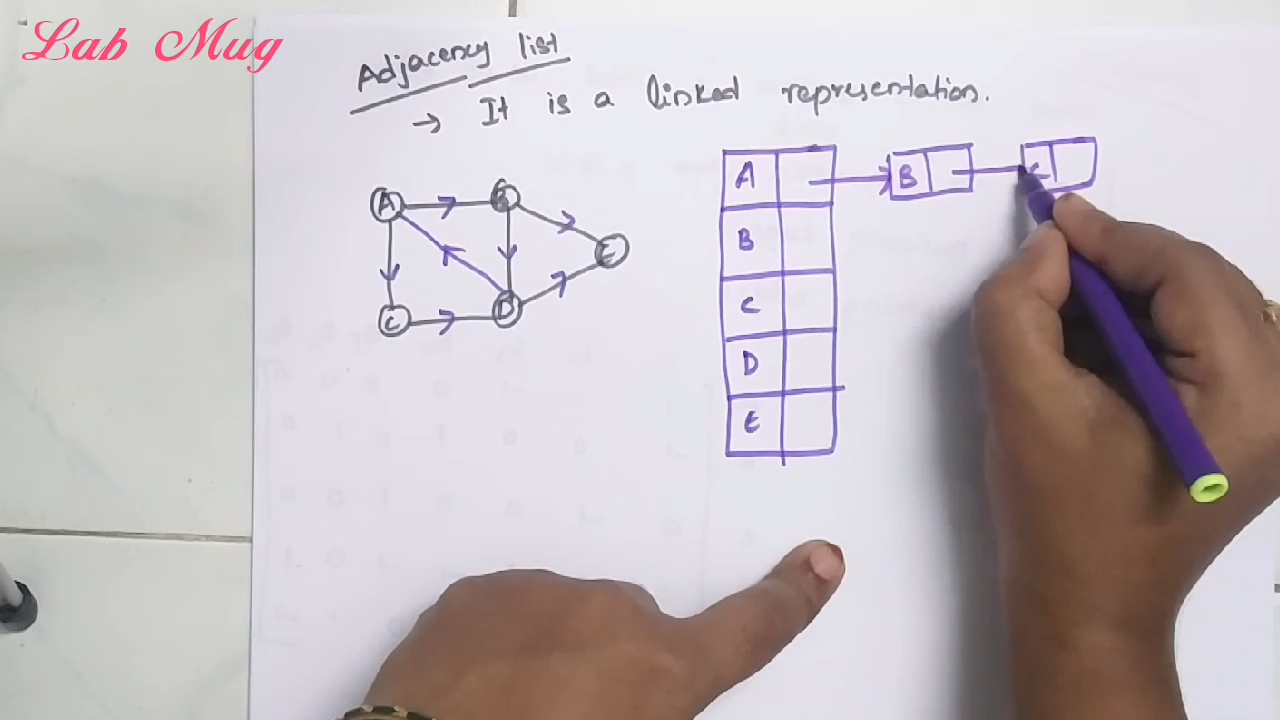 Lab Mug
Adjacency list
→ It is a linked representation.
A B C
B
C
D
E
A B
E
C D